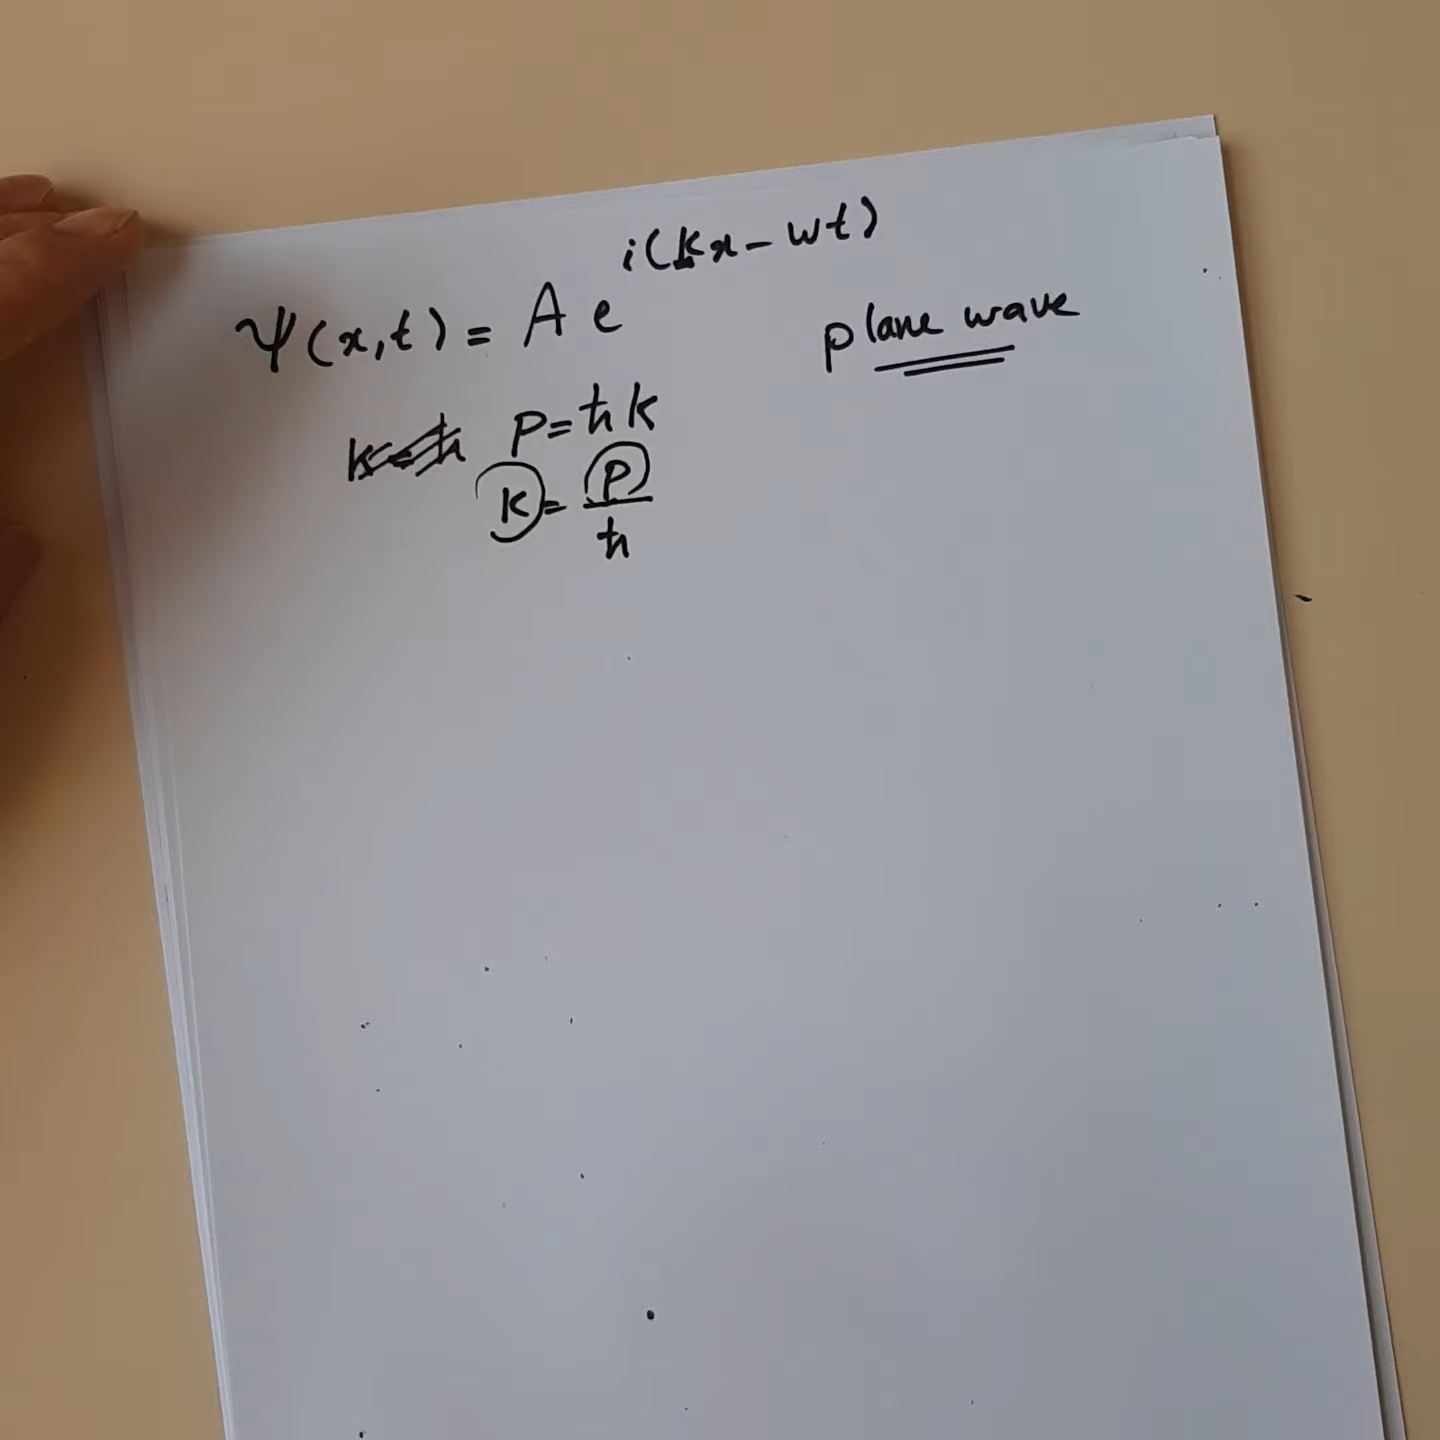 ψ(x,t) = A e^{i(kx - wt)}
plane wave
p = ħk
k = p/ħ